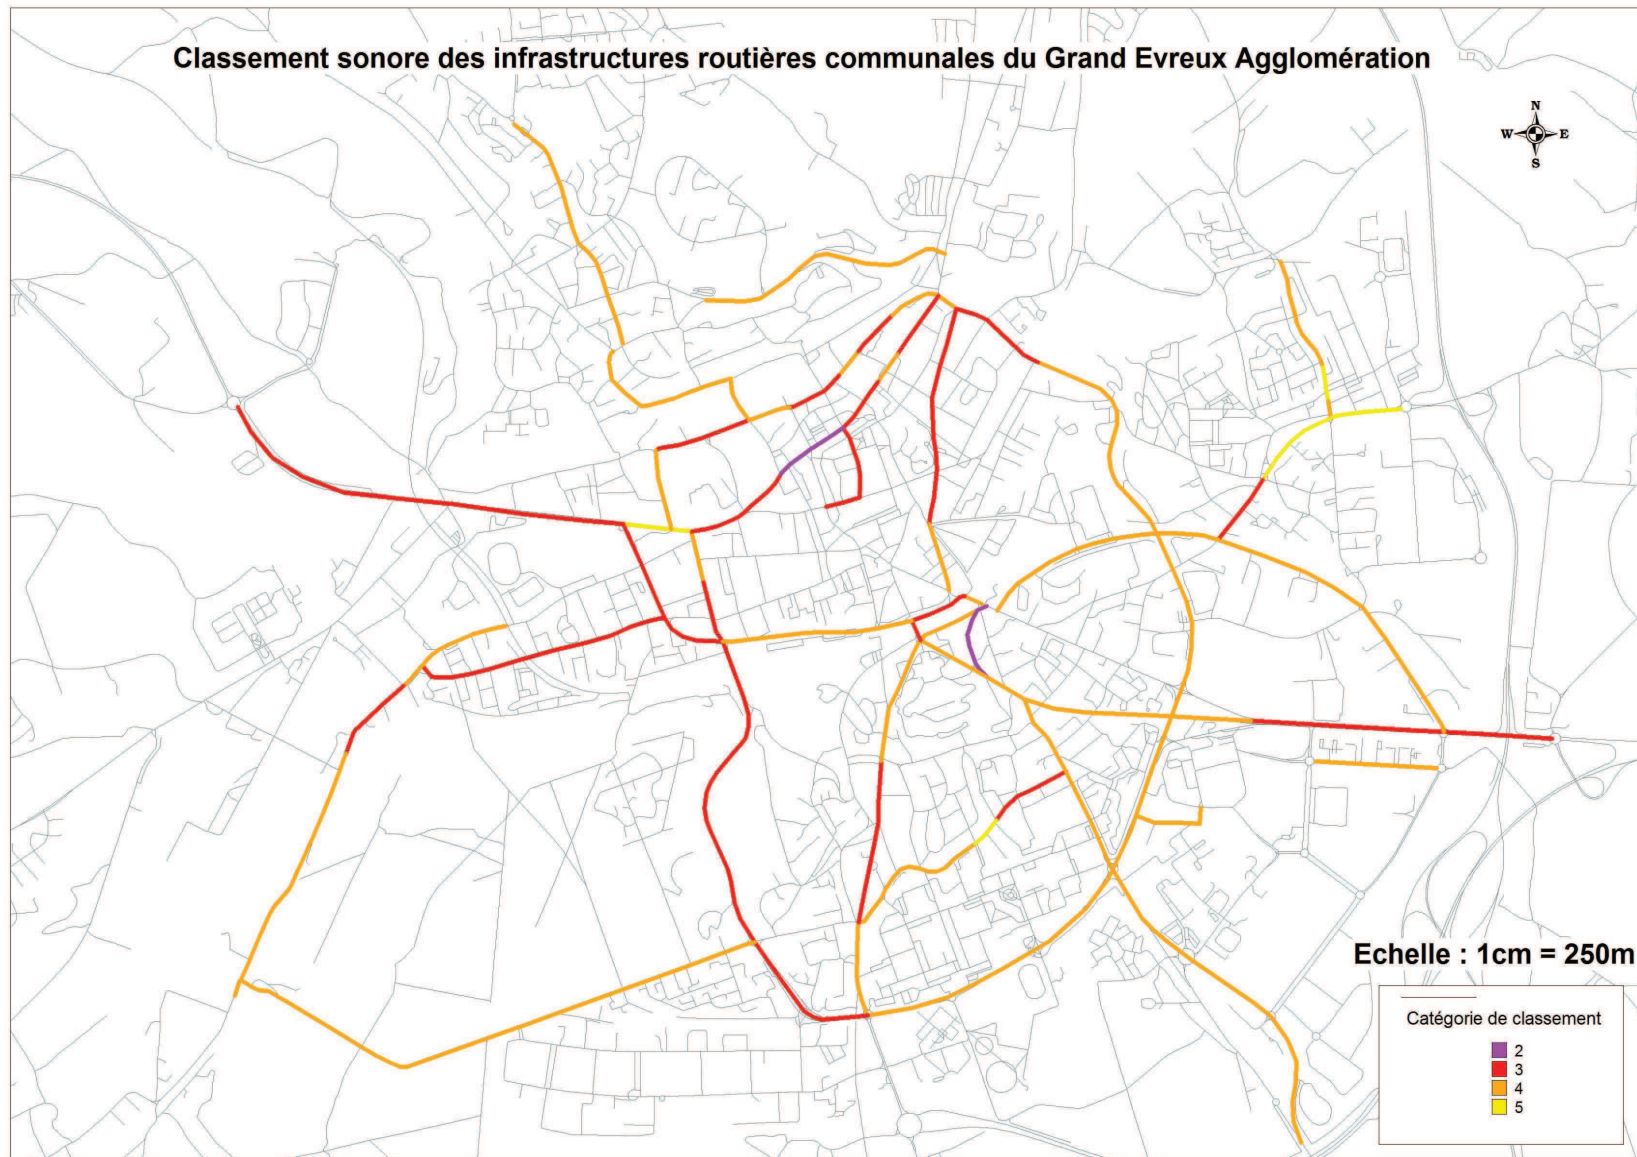 Classement sonore des infrastructures routières communales du Grand Evreux Agglomération
N
W E
S
Echelle : 1cm = 250m
Catégorie de classement
2
3
4
5